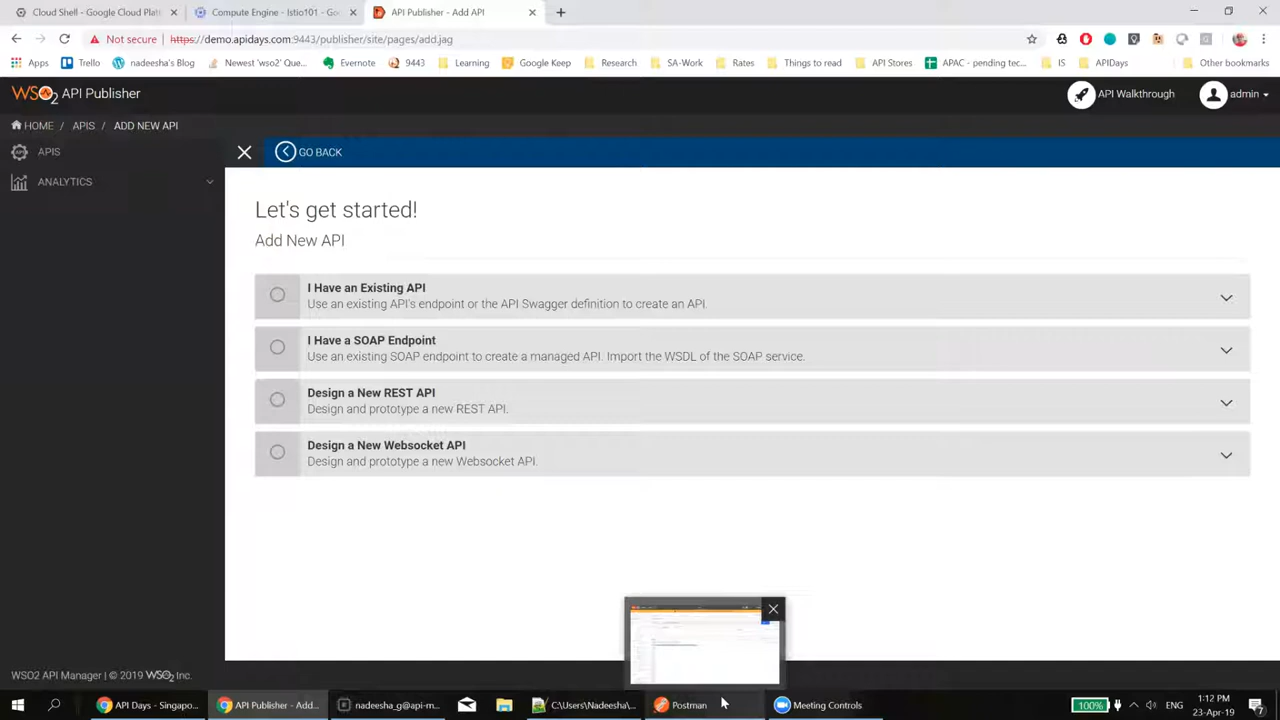 Cloud Shell - Google Cloud Platf
Compute Engine - Istio101 - Goo
API Publisher - Add API
Not secure
https://demo.apidays.com:9443/publisher/site/pages/add.jag
Apps
Trello
nadeesha's Blog
Newest 'wso2' Que...
Evernote
9443
Learning
Google Keep
Research
SA-Work
Rates
Things to read
API Stores
APAC - pending tec...
IS
APIDays
Other bookmarks
WSO2 API Publisher
API Walkthrough
admin
HOME / APIS / ADD NEW API
APIS
GO BACK
ANALYTICS
Let's get started!
Add New API
I Have an Existing API
Use an existing API's endpoint or the API Swagger definition to create an API.
I Have a SOAP Endpoint
Use an existing SOAP endpoint to create a managed API. Import the WSDL of the SOAP service.
Design a New REST API
Design and prototype a new REST API.
Design a New Websocket API
Design and prototype a new Websocket API.
WSO2 API Manager | © 2019 WSO2 Inc.
API Days - Singapo...
API Publisher - Add...
nadeesha_g@api-m...
C:\Users\Nadeesha\...
Postman
Meeting Controls
100%
ENG
1:12 PM
23-Apr-19
7